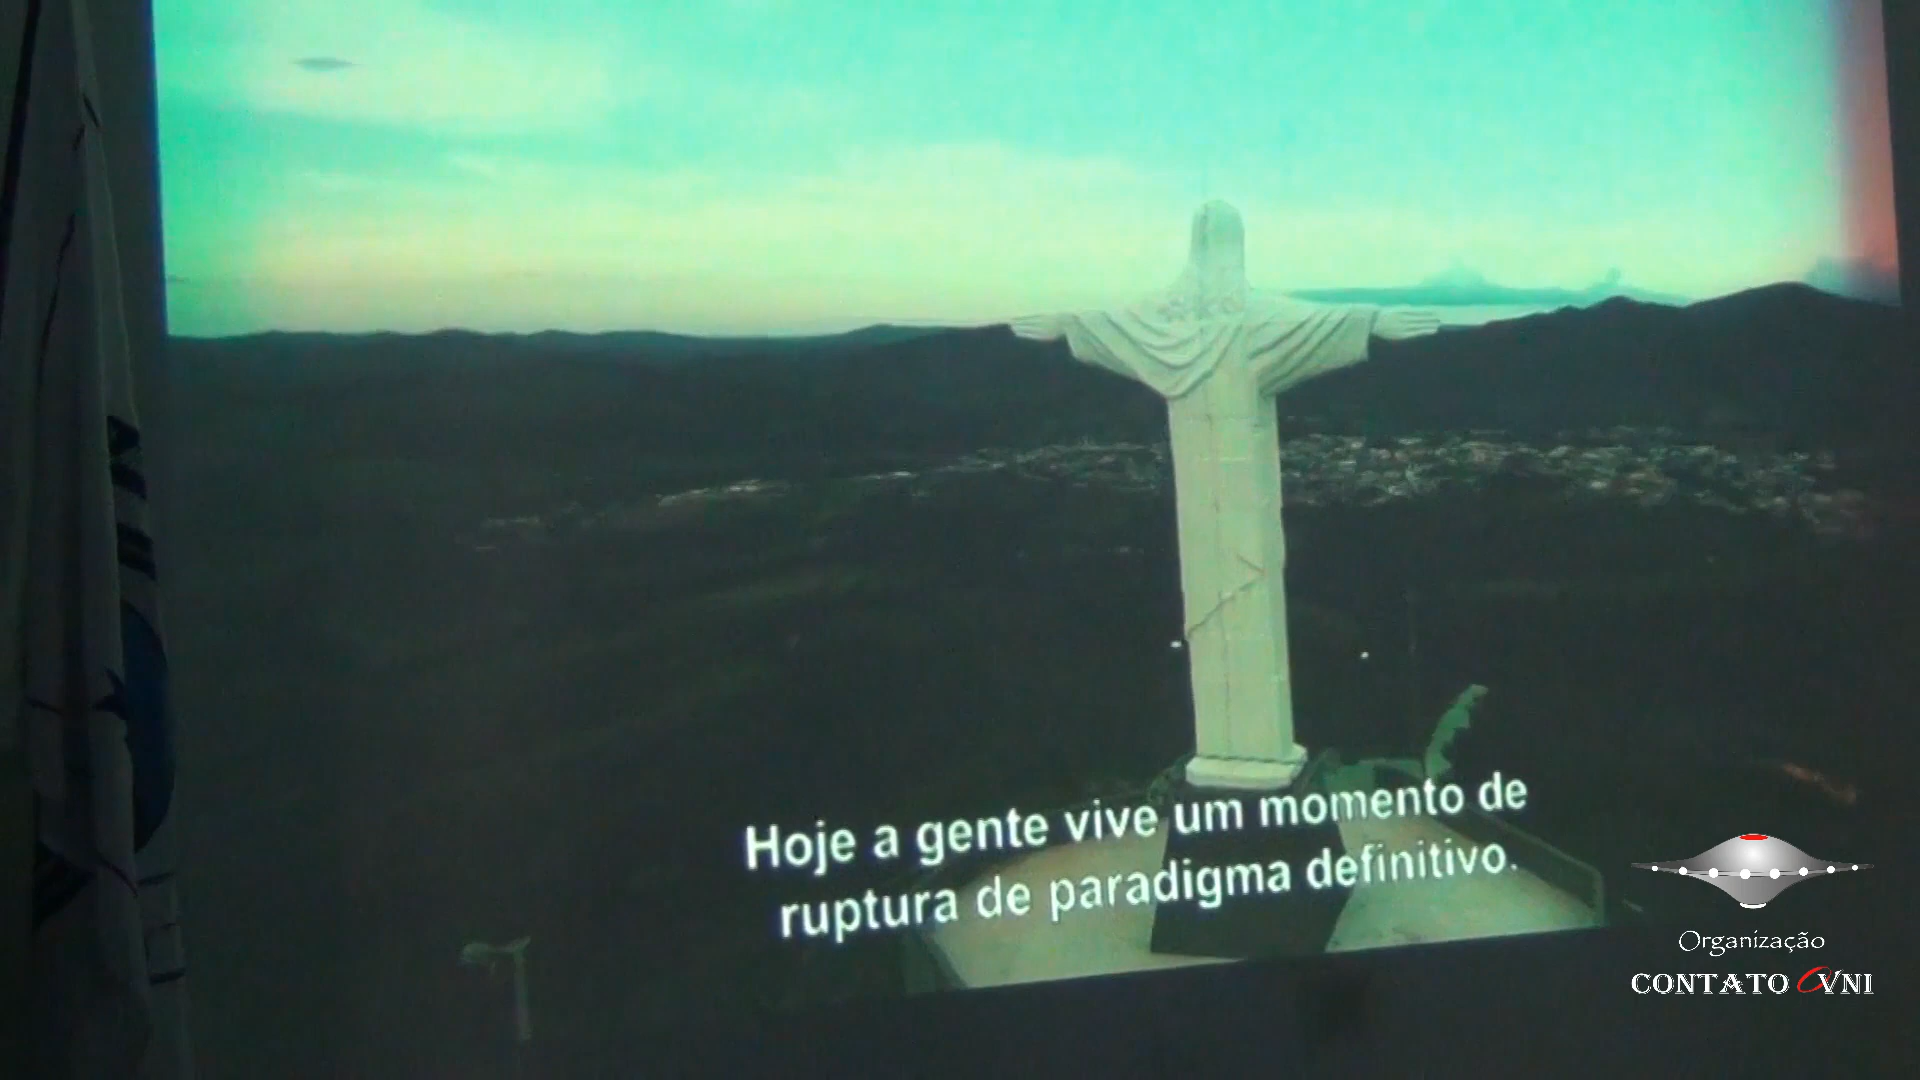 Hoje a gente vive um momento de
ruptura de paradigma definitivo.
Organização
CONTATO OVNI